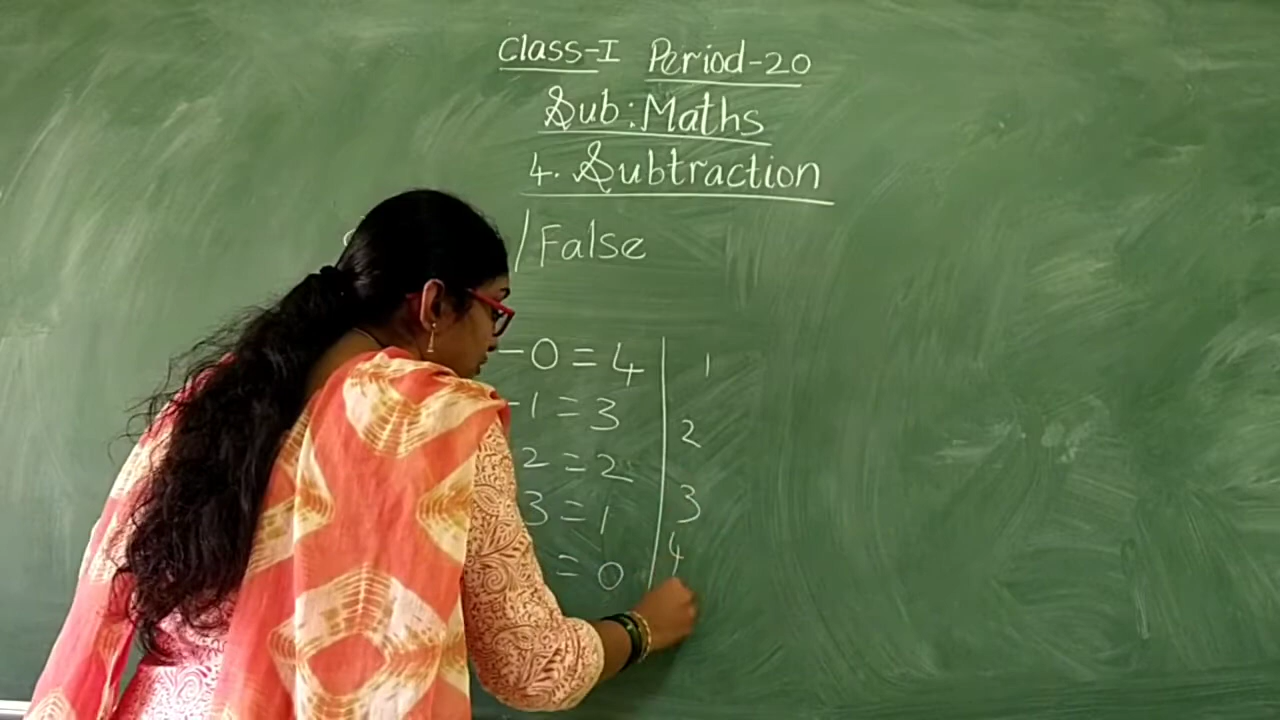 Class-I Period-20
Sub: Maths
4. Subtraction
/False
-0=4 | 1
-1=3 | 2
2=2 | 3
3=1 | 4
=0